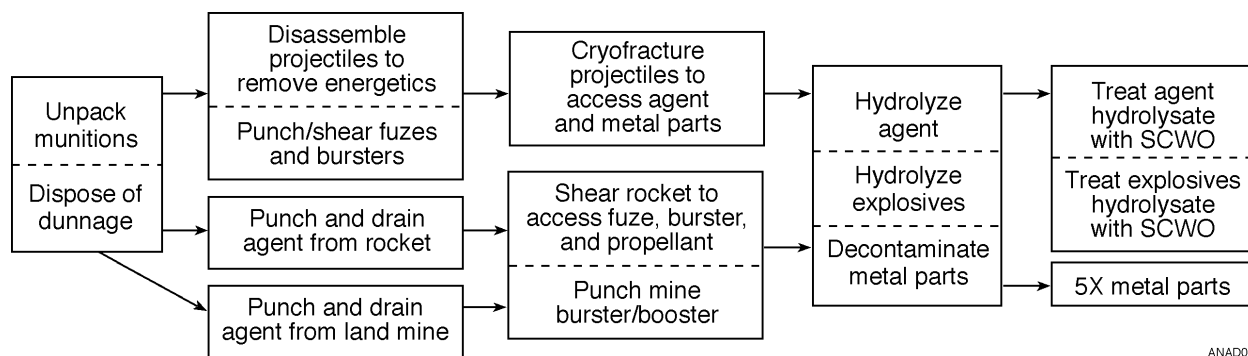 Unpack
munitions
Dispose of
dunnage
Disassemble
projectiles to
remove energetics
Punch/shear fuzes
and bursters
Punch and drain
agent from rocket
Punch and drain
agent from land mine
Cryofracture
projectiles to
access agent
and metal parts
Shear rocket to
access fuze, burster,
and propellant
Punch mine
burster/booster
Hydrolyze
agent
Hydrolyze
explosives
Decontaminate
metal parts
Treat agent
hydrolysate
with SCWO
Treat explosives
hydrolysate
with SCWO
5X metal parts
ANAD0